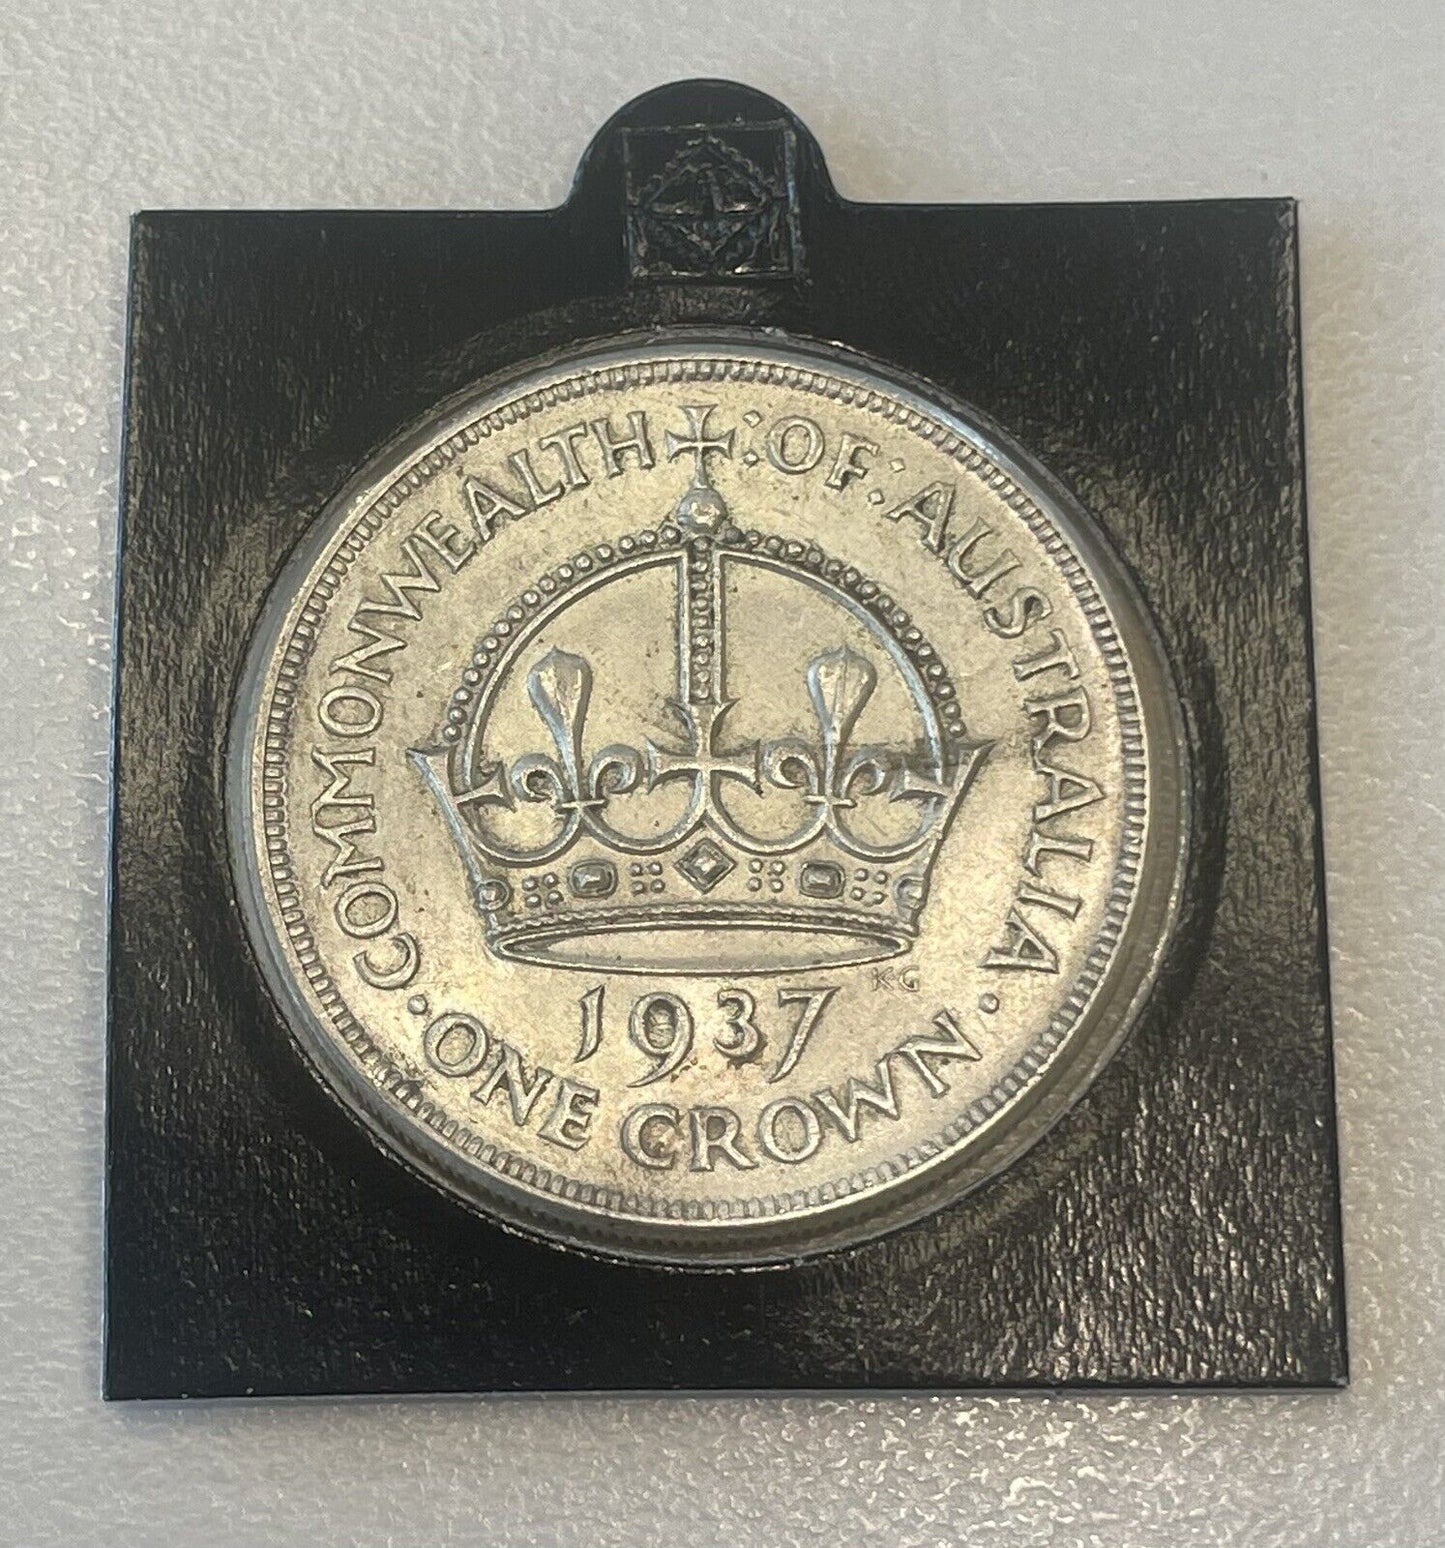 COMMONWEALTH : OF : AUSTRALIA
KG
1937
· ONE CROWN ·